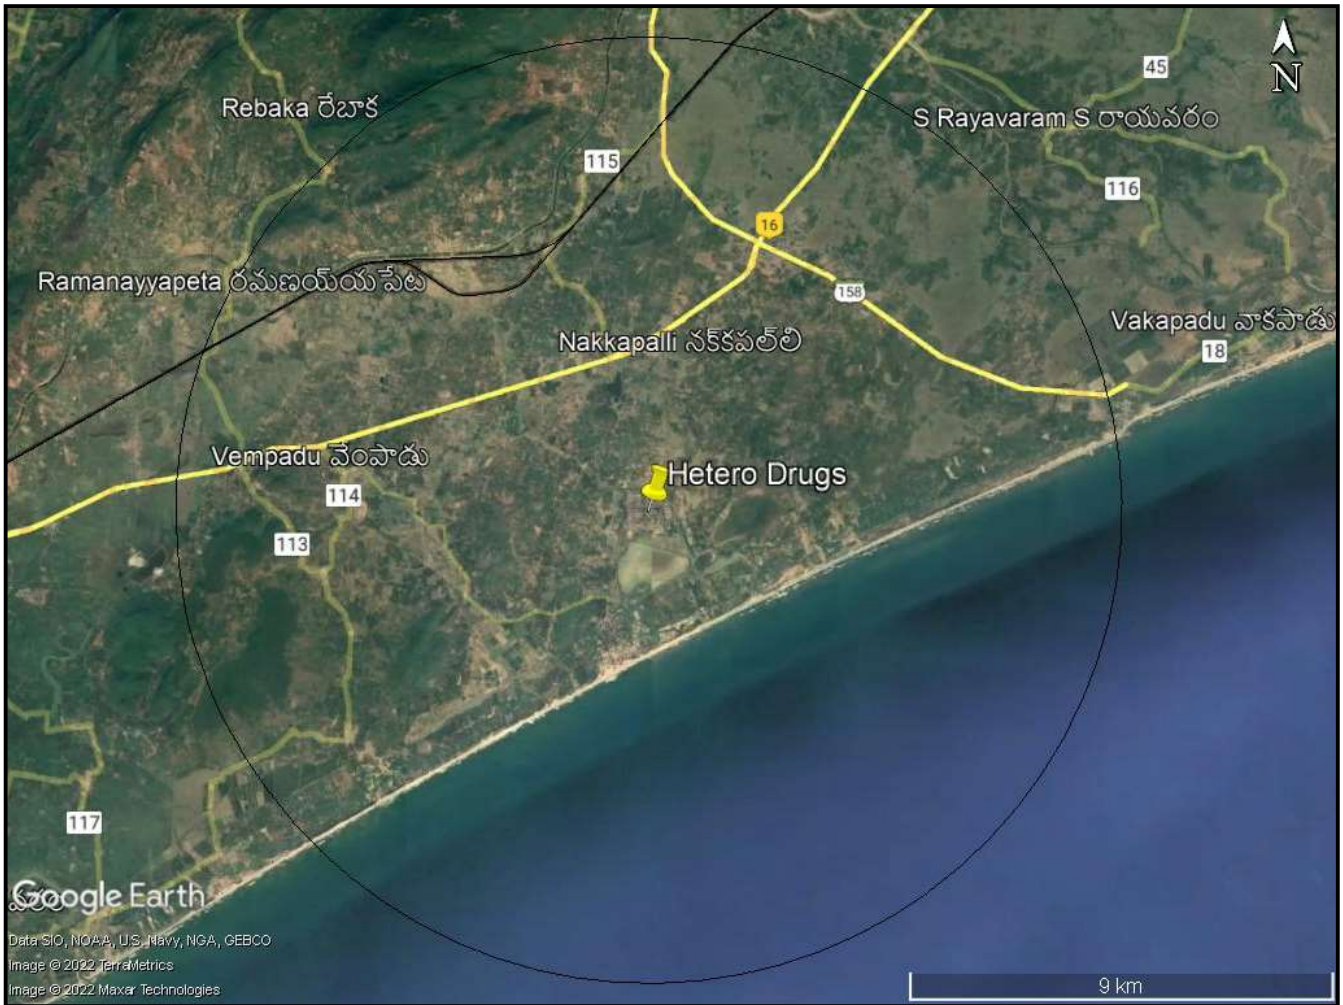 N
45
Rebaka రేబాక
S Rayavaram S రాయవరం
115
116
16
Ramanayyapeta రమణయ్యపేట
158
Vakapadu వాకపాడు
Nakkapalli నక్కపల్లి
18
Vempadu వేంపాడు
Hetero Drugs
114
113
117
Google Earth
Data SIO, NOAA, U.S. Navy, NGA, GEBCO
Image © 2022 TerraMetrics
Image © 2022 Maxar Technologies
9 km